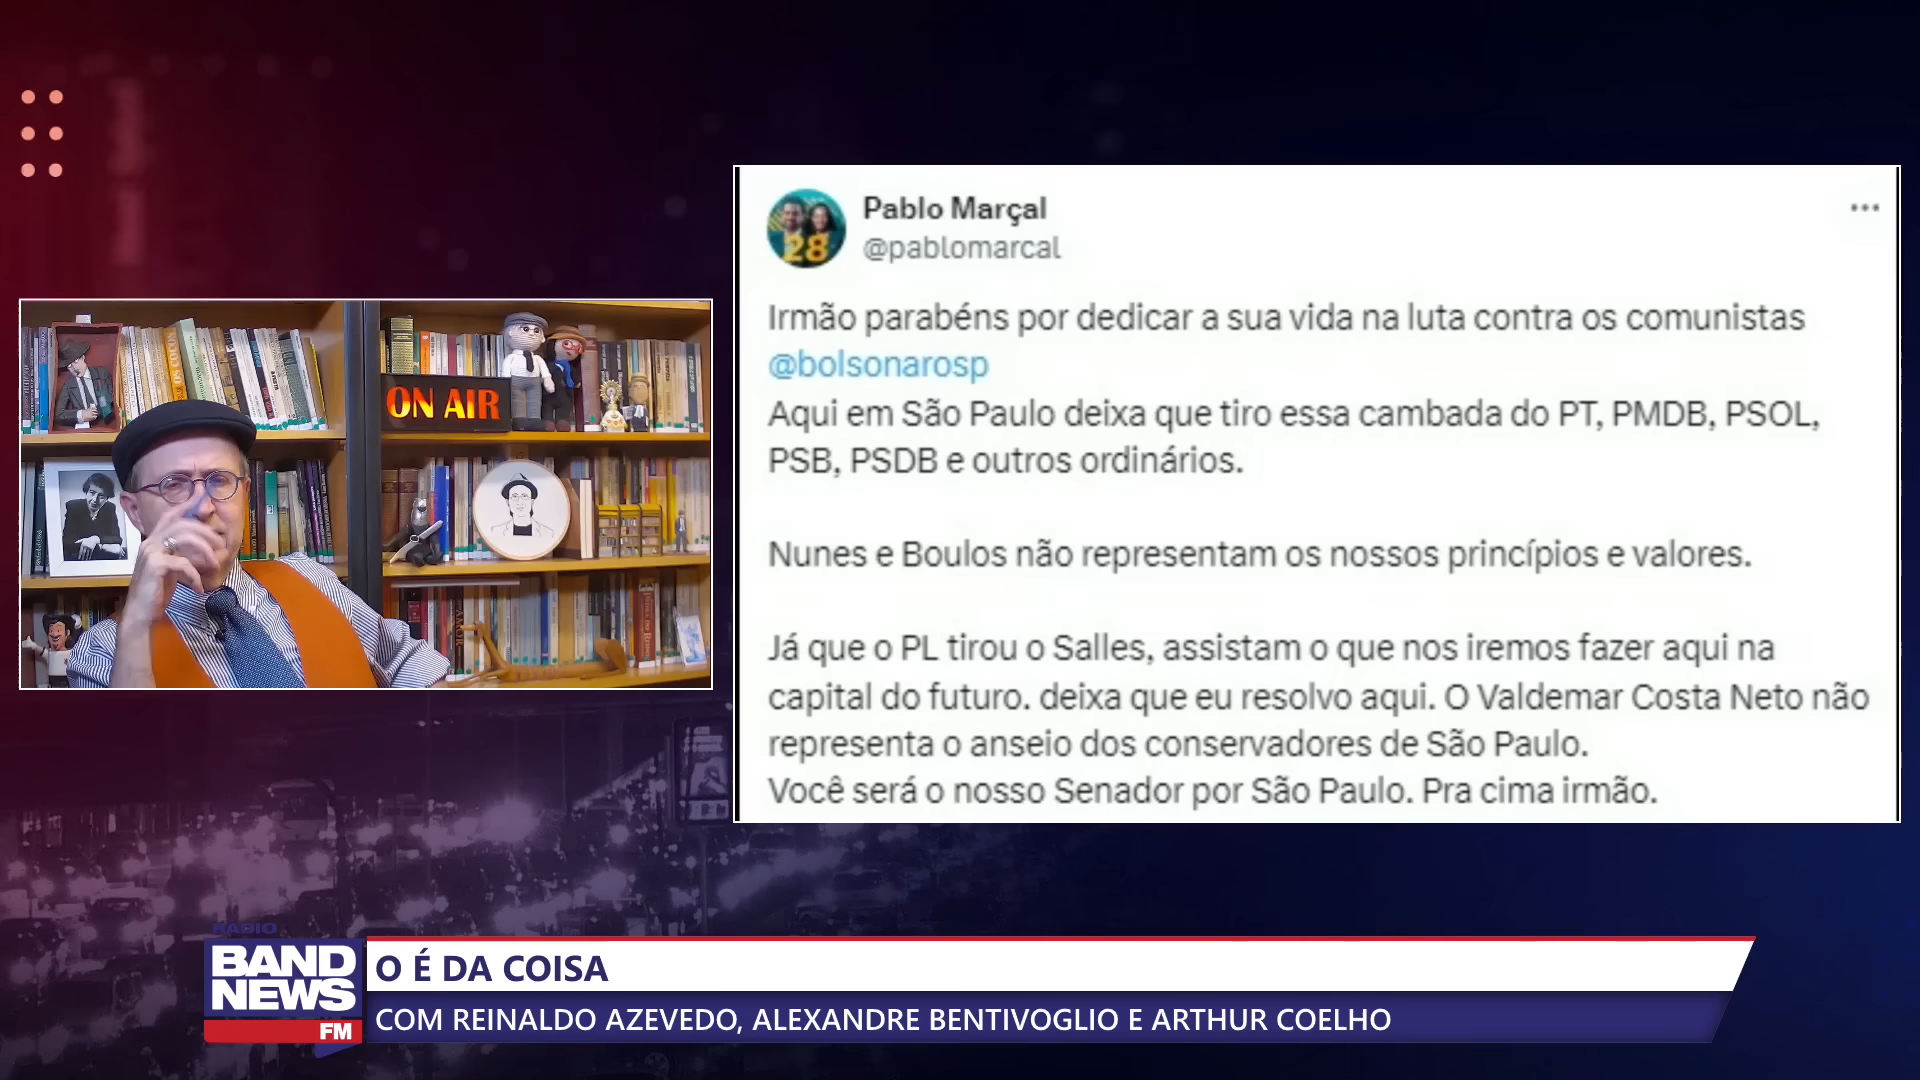 Pablo Marçal
@pablomarcal
28
Irmão parabéns por dedicar a sua vida na luta contra os comunistas
@bolsonarosp
Aqui em São Paulo deixa que tiro essa cambada do PT, PMDB, PSOL,
PSB, PSDB e outros ordinários.
Nunes e Boulos não representam os nossos princípios e valores.
Já que o PL tirou o Salles, assistam o que nos iremos fazer aqui na
capital do futuro. deixa que eu resolvo aqui. O Valdemar Costa Neto não
representa o anseio dos conservadores de São Paulo.
Você será o nosso Senador por São Paulo. Pra cima irmão.
ON AIR
RÁDIO
BAND
NEWS
FM
O É DA COISA
COM REINALDO AZEVEDO, ALEXANDRE BENTIVOGLIO E ARTHUR COELHO